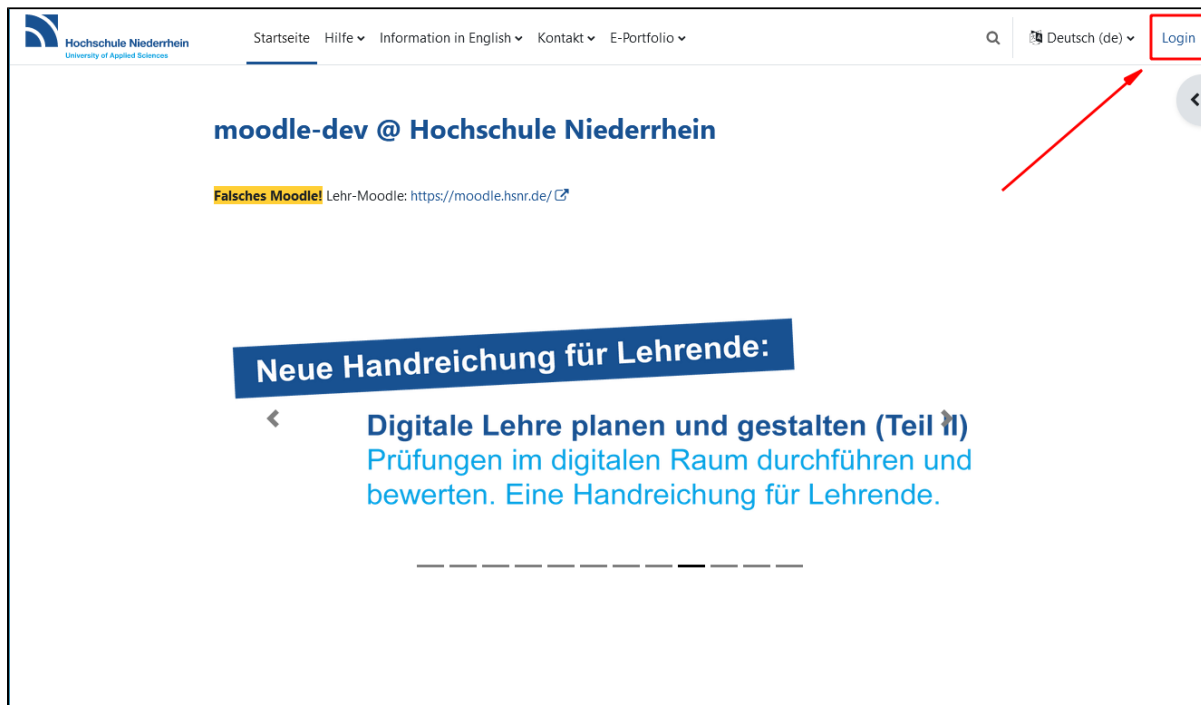 Hochschule Niederrhein
University of Applied Sciences
Startseite Hilfe Information in English Kontakt E-Portfolio
Deutsch (de) Login
moodle-dev @ Hochschule Niederrhein
Falsches Moodle! Lehr-Moodle: https://moodle.hsnr.de/
Neue Handreichung für Lehrende:
Digitale Lehre planen und gestalten (Teil II)
Prüfungen im digitalen Raum durchführen und
bewerten. Eine Handreichung für Lehrende.